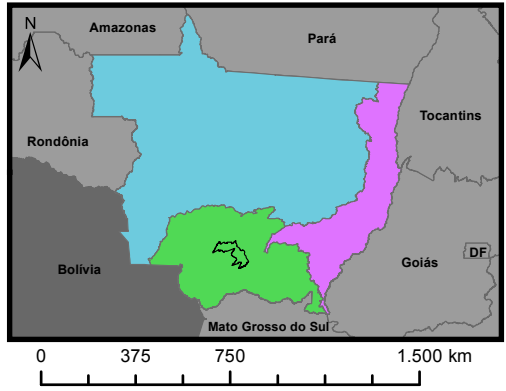 N
Amazonas
Pará
Tocantins
Rondônia
DF
Bolívia
Goiás
Mato Grosso do Sul
0 375 750 1.500 km